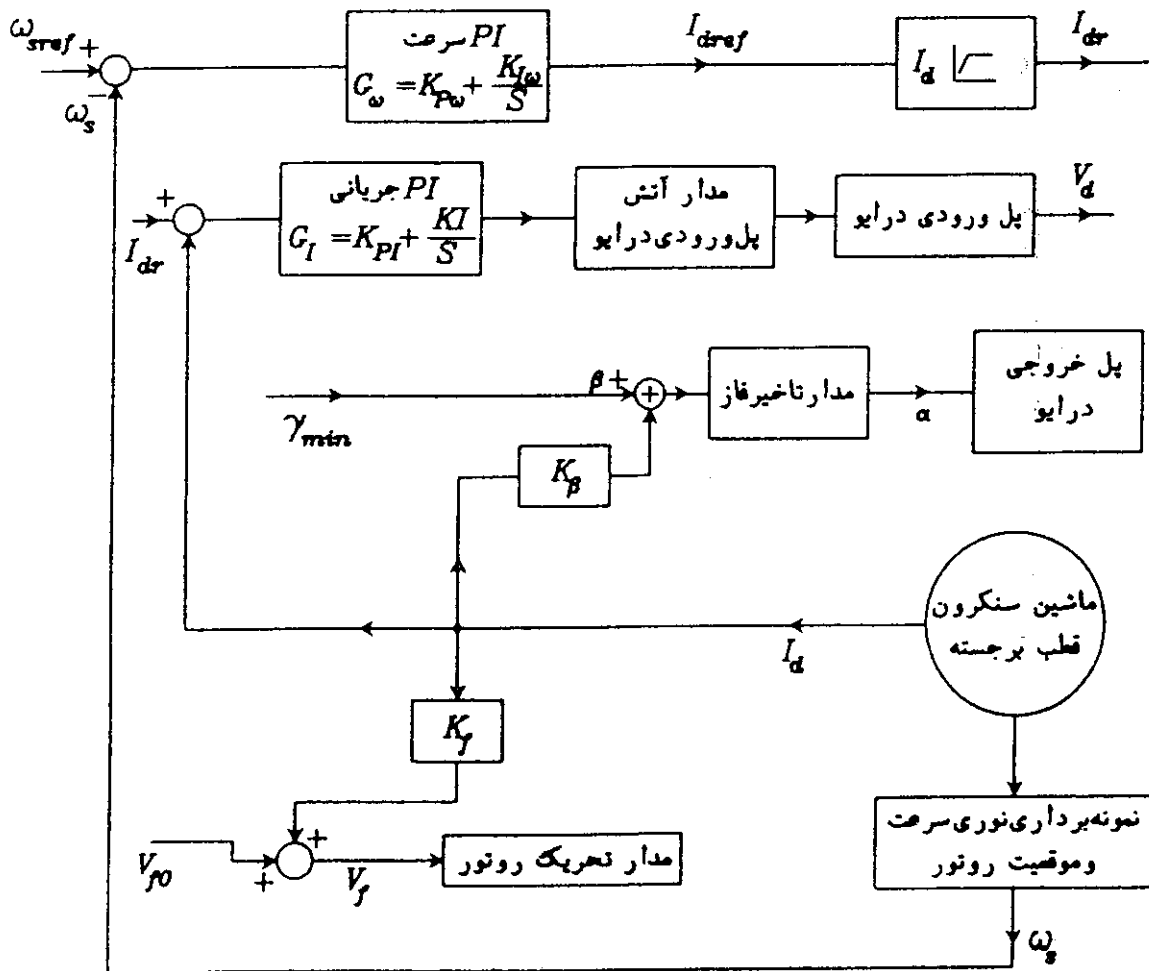 ω_sref +
−
ω_s
PI سرعت
G_ω = K_Pω + K_Iω / S
I_dref
I_d
I_dr
+
I_dr
PI جریانی
G_I = K_PI + KI / S
مدار آتش
پل ورودی درایو
پل ورودی درایو
V_d
γ_min
β +
+
مدار تاخیر فاز
α
پل خروجی
درایو
K_β
ماشین سنکرون
قطب برجسته
I_d
K_f
V_f0
+
+
V_f
مدار تحریک روتور
نمونه‌برداری نوری سرعت
وموقعیت روتور
ω_s